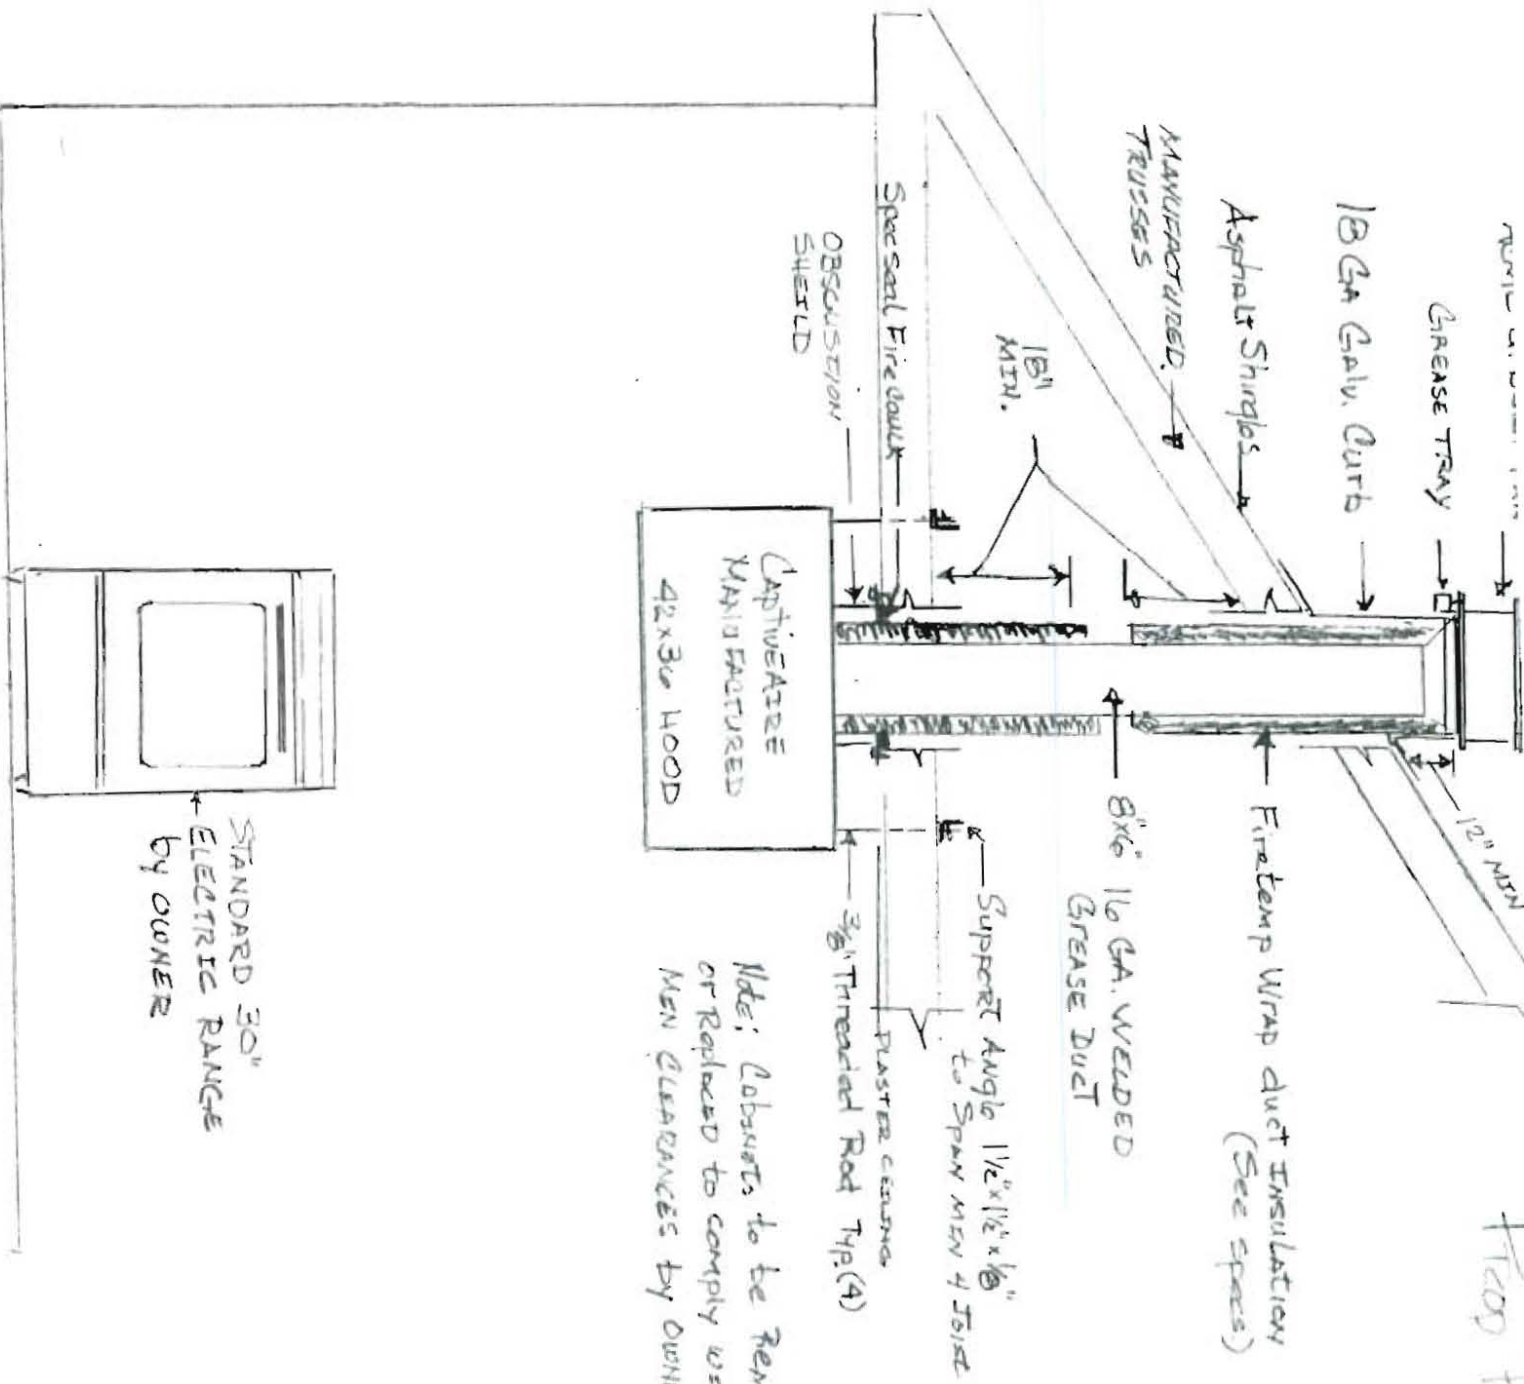 GREASE TRAY
18 GA GALV. CURB
Asphalt Shingles
MANUFACTURED
TRUSSES
12" MIN
Firetemp Wrap duct INSULATION
(See specs)
18"
MIN.
8"x6" 16 GA. WELDED
GREASE DUCT
Support Angle 1½"x1½"x⅛"
to SPAN MIN 4 Joist
Spec Seal Fire Caulk
PLASTER CEILING
OBSCUSTION
SHEILD
3/8" Threaded Rod Typ.(4)
CAPTIVEAIRE
MANUFACTURED
42x36 HOOD
Note: Cabinets to be
or Replaced to comply
MIN CLEARANCES by
STANDARD 30"
ELECTRIC RANGE
by OWNER